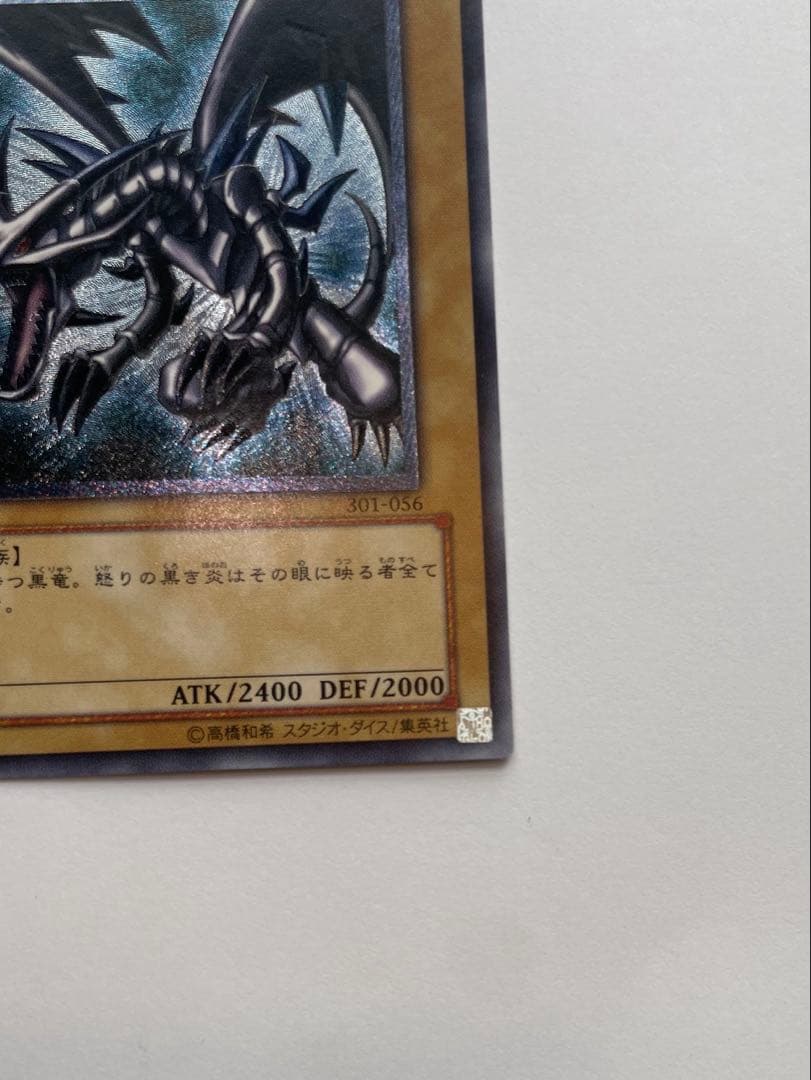 301-056
族】
つ黒竜。怒りの黒き炎はその眼に映る者全て
。
ATK/2400 DEF/2000
©高橋和希 スタジオ・ダイス/集英社